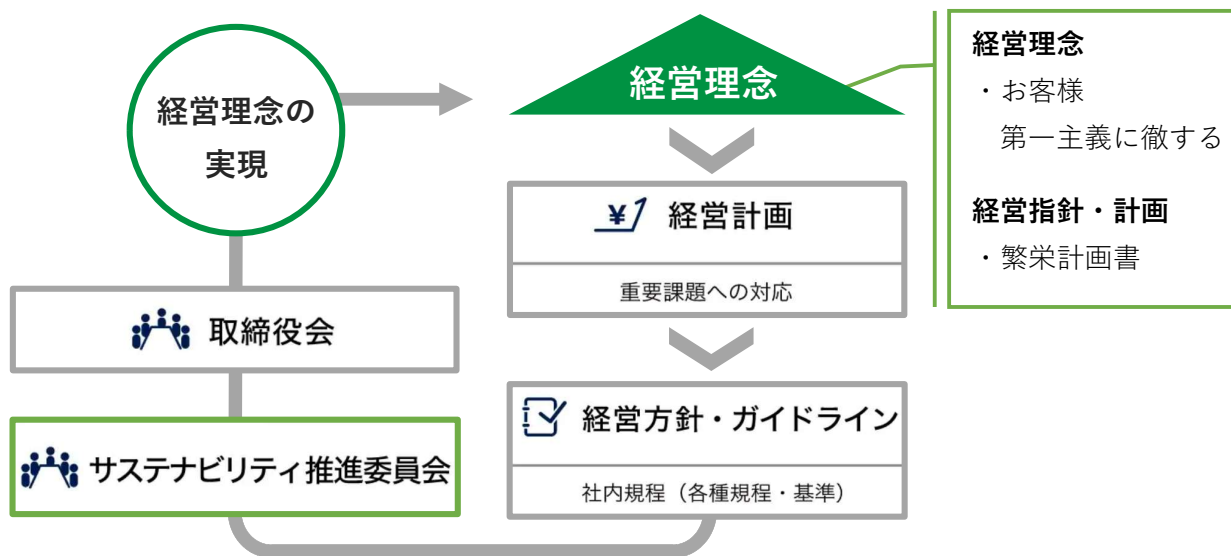 経営理念の
実現
取締役会
サステナビリティ推進委員会
経営理念
¥ 経営計画
重要課題への対応
経営方針・ガイドライン
社内規程（各種規程・基準）
経営理念
・お客様
第一主義に徹する
経営指針・計画
・繁栄計画書